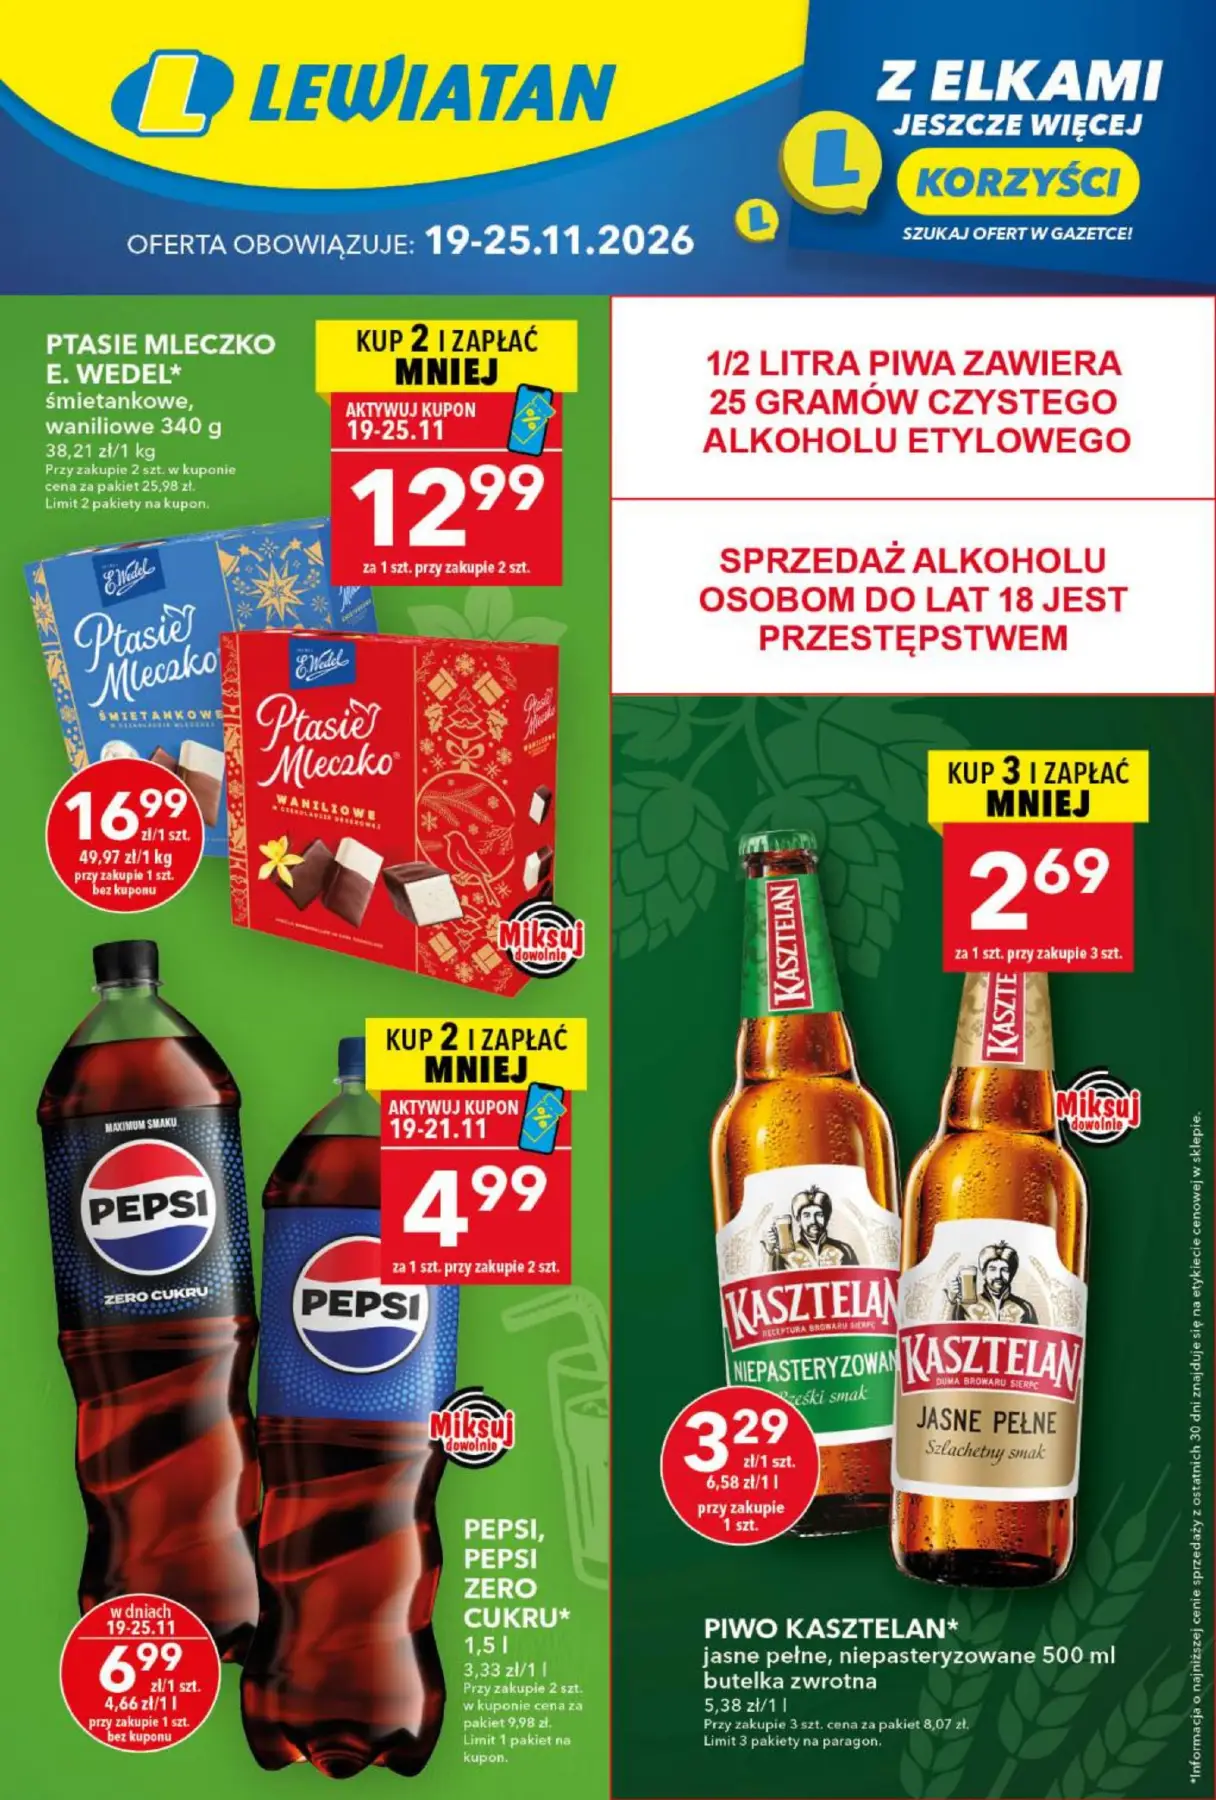 LEWIATAN
Z ELKAMI
JESZCZE WIĘCEJ
KORZYŚCI
SZUKAJ OFERT W GAZETCE!
OFERTA OBOWIĄZUJE: 19-25.11.2026
PTASIE MLECZKO
E. WEDEL*
śmietankowe,
waniliowe 340 g
38,21 zł/1 kg
Przy zakupie 2 szt. w kuponie
cena za pakiet 25,98 zł.
Limit 2 pakiety na kupon.
KUP 2 I ZAPŁAĆ
MNIEJ
AKTYWUJ KUPON
19-25.11
12 99
za 1 szt. przy zakupie 2 szt.
E. Wedel
Ptasie
Mleczko
ŚMIETANKOWE
E. Wedel
Ptasie
Mleczko
WANILIOWE
W CZEKOLADZIE DESEROWEJ
16 99
zł/1 szt.
49,97 zł/1 kg
przy zakupie 1 szt.
bez kuponu
Miksuj
dowolnie
1/2 LITRA PIWA ZAWIERA
25 GRAMÓW CZYSTEGO
ALKOHOLU ETYLOWEGO
SPRZEDAŻ ALKOHOLU
OSOBOM DO LAT 18 JEST
PRZESTĘPSTWEM
KUP 3 I ZAPŁAĆ
MNIEJ
2 69
za 1 szt. przy zakupie 3 szt.
KASZTELAN
KASZTE
Miksuj
dowolnie
KASZTELAN
RECEPTURA BROWARU SIERPC
NIEPASTERYZOWAN
Rześki smak
KASZTELAN
DUMA BROWARU SIERPC
JASNE PEŁNE
Szlachetny smak
3 29
zł/1 szt.
6,58 zł/1 l
przy zakupie
1 szt.
PIWO KASZTELAN*
jasne pełne, niepasteryzowane 500 ml
butelka zwrotna
5,38 zł/1 l
Przy zakupie 3 szt. cena za pakiet 8,07 zł.
Limit 3 pakiety na paragon.
KUP 2 I ZAPŁAĆ
MNIEJ
AKTYWUJ KUPON
19-21.11
4 99
za 1 szt. przy zakupie 2 szt.
MAXIMUM SMAKU
PEPSI
ZERO CUKRU
PEPSI
Miksuj
dowolnie
PEPSI,
PEPSI
ZERO
CUKRU*
1,5 l
3,33 zł/1 l
Przy zakupie 2 szt.
w kuponie cena za
pakiet 9,98 zł.
Limit 1 pakiet na
kupon.
w dniach
19-25.11
6 99
zł/1 szt.
4,66 zł/1 l
przy zakupie 1 szt.
bez kuponu
*Informacja o najniższej cenie sprzedaży z ostatnich 30 dni znajduje się na etykiecie cenowej w sklepie.